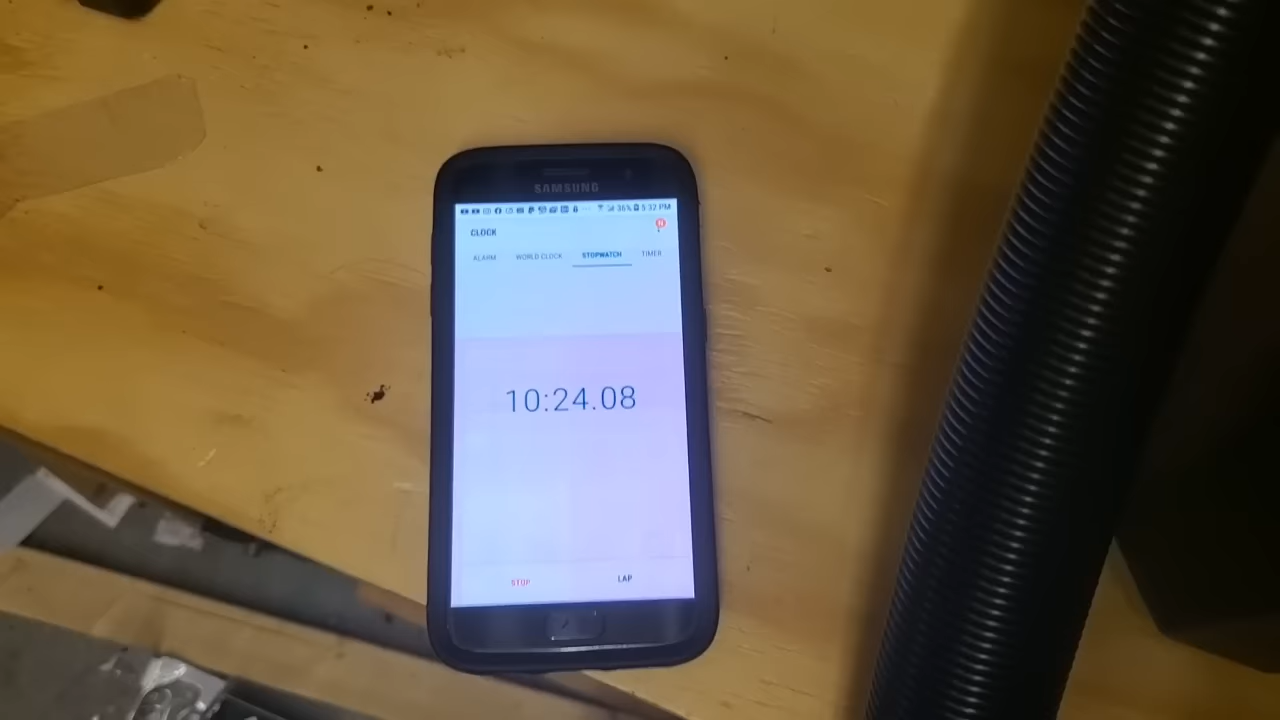 SAMSUNG
36% 5:32 PM
CLOCK
N
ALARM WORLD CLOCK STOPWATCH TIMER
10:24.08
STOP LAP